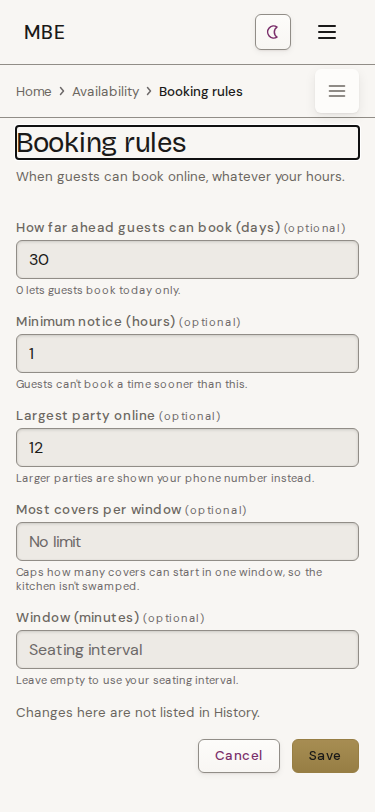 MBE
Home > Availability > Booking rules
Booking rules
When guests can book online, whatever your hours.
How far ahead guests can book (days) (optional)
30
0 lets guests book today only.
Minimum notice (hours) (optional)
1
Guests can't book a time sooner than this.
Largest party online (optional)
12
Larger parties are shown your phone number instead.
Most covers per window (optional)
No limit
Caps how many covers can start in one window, so the
kitchen isn't swamped.
Window (minutes) (optional)
Seating interval
Leave empty to use your seating interval.
Changes here are not listed in History.
Cancel Save